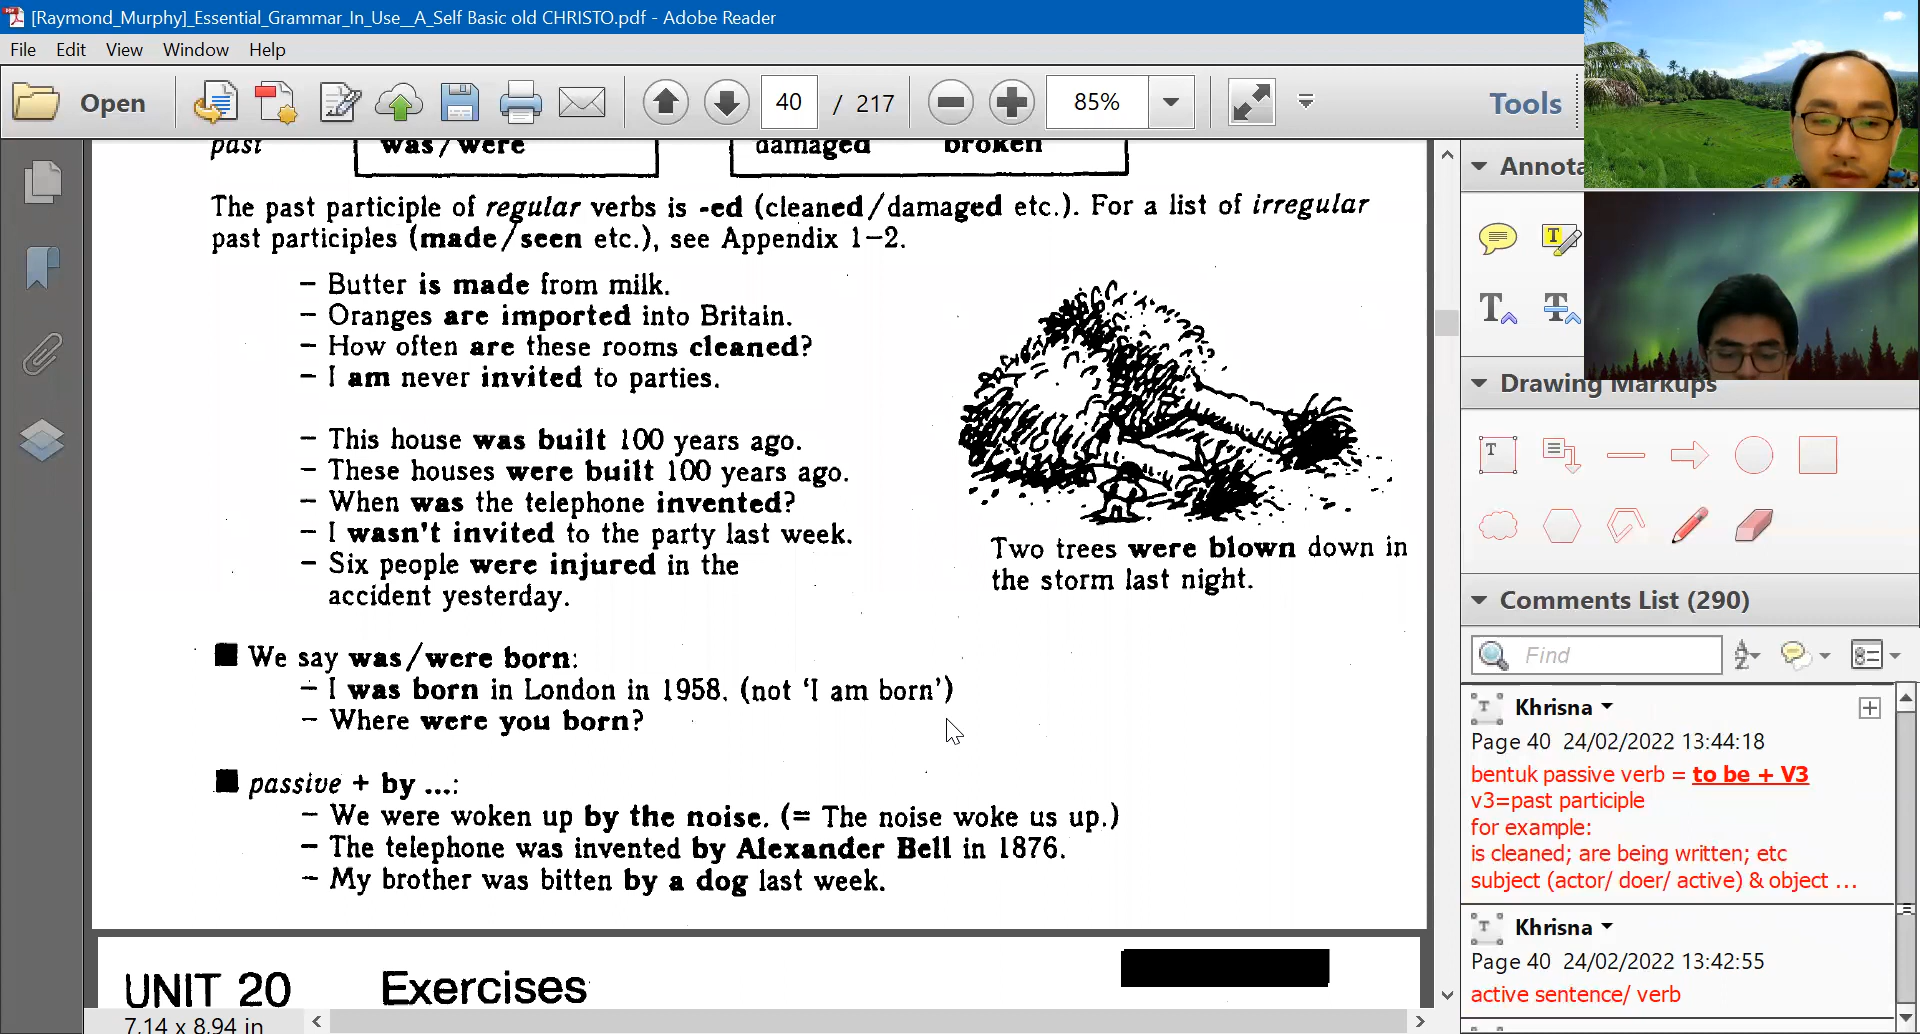 [Raymond_Murphy]_Essential_Grammar_In_Use__A_Self Basic old CHRISTO.pdf - Adobe Reader
File Edit View Window Help
Open 40 / 217 85% Tools
past was/were damaged broken
The past participle of regular verbs is -ed (cleaned/damaged etc.). For a list of irregular
past participles (made/seen etc.), see Appendix 1–2.
– Butter is made from milk.
– Oranges are imported into Britain.
– How often are these rooms cleaned?
– I am never invited to parties.
– This house was built 100 years ago.
– These houses were built 100 years ago.
– When was the telephone invented?
– I wasn't invited to the party last week.
– Six people were injured in the
accident yesterday.
Two trees were blown down in
the storm last night.
■ We say was/were born:
– I was born in London in 1958. (not ‘I am born’)
– Where were you born?
■ passive + by ...:
– We were woken up by the noise. (= The noise woke us up.)
– The telephone was invented by Alexander Bell in 1876.
– My brother was bitten by a dog last week.
UNIT 20 Exercises
7,14 x 8,94 in
Annota
Drawing Markups
Comments List (290)
Find
Khrisna
Page 40 24/02/2022 13:44:18
bentuk passive verb = to be + V3
v3=past participle
for example:
is cleaned; are being written; etc
subject (actor/ doer/ active) & object ...
Khrisna
Page 40 24/02/2022 13:42:55
active sentence/ verb